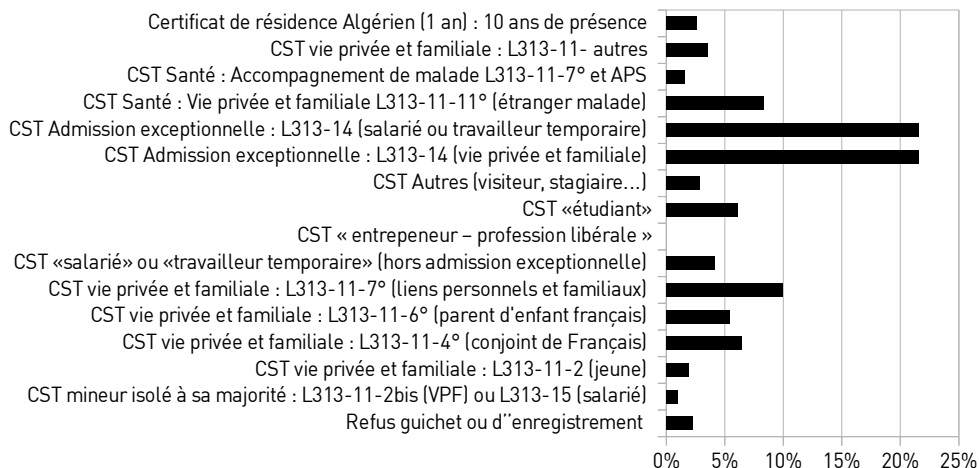 Certificat de résidence Algérien (1 an) : 10 ans de présence
CST vie privée et familiale : L313-11- autres
CST Santé : Accompagnement de malade L313-11-7° et APS
CST Santé : Vie privée et familiale L313-11-11° (étranger malade)
CST Admission exceptionnelle : L313-14 (salarié ou travailleur temporaire)
CST Admission exceptionnelle : L313-14 (vie privée et familiale)
CST Autres (visiteur, stagiaire...)
CST «étudiant»
CST « entrepeneur – profession libérale »
CST «salarié» ou «travailleur temporaire» (hors admission exceptionnelle)
CST vie privée et familiale : L313-11-7° (liens personnels et familiaux)
CST vie privée et familiale : L313-11-6° (parent d'enfant français)
CST vie privée et familiale : L313-11-4° (conjoint de Français)
CST vie privée et familiale : L313-11-2 (jeune)
CST mineur isolé à sa majorité : L313-11-2bis (VPF) ou L313-15 (salarié)
Refus guichet ou d''enregistrement
0% 5% 10% 15% 20% 25%